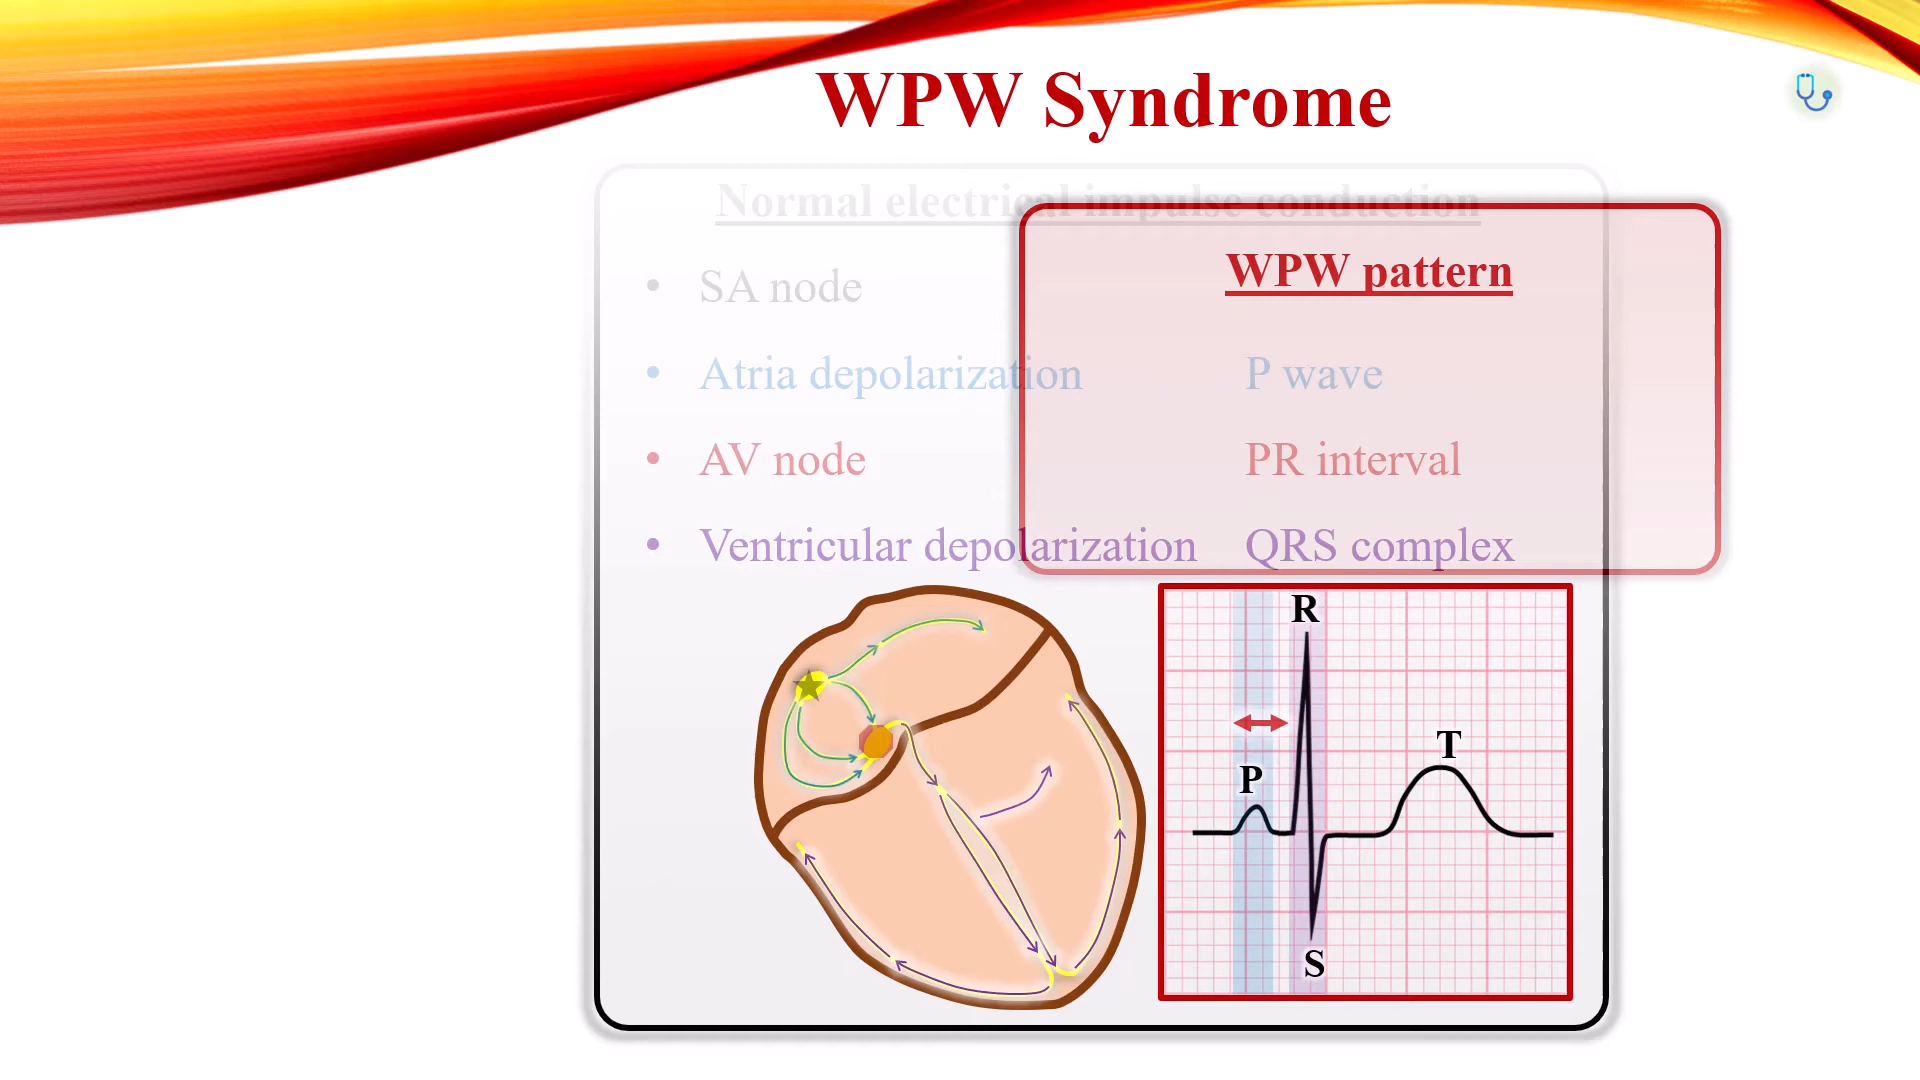 WPW Syndrome
Normal electrical impulse conduction
WPW pattern
• SA node
• Atria depolarization P wave
• AV node PR interval
• Ventricular depolarization QRS complex
R
T
P
S